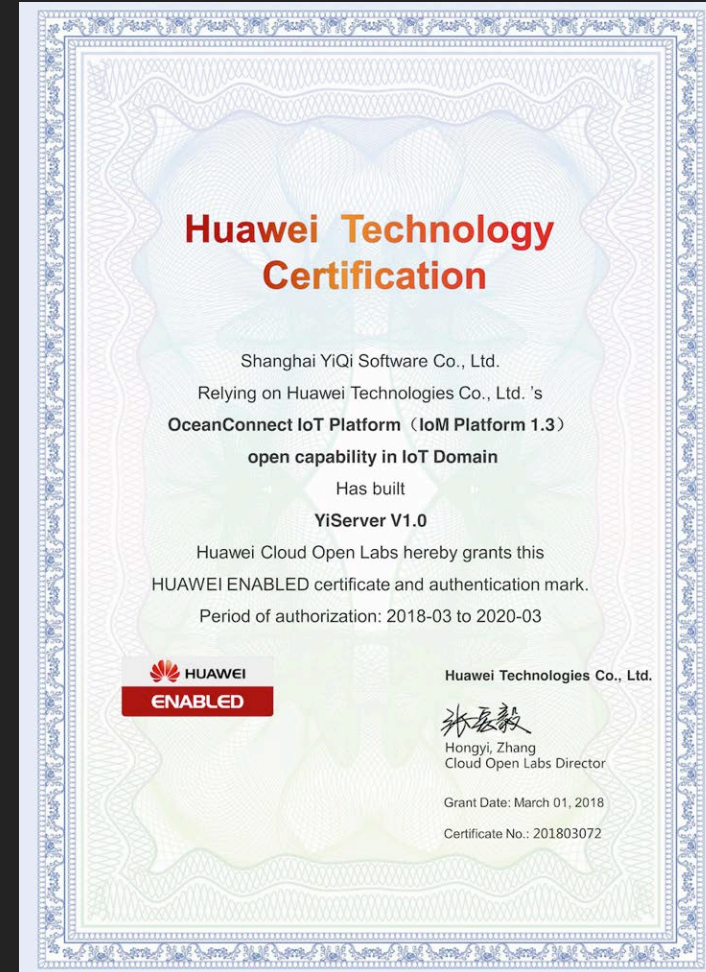 Huawei Technology
Certification
Shanghai YiQi Software Co., Ltd.
Relying on Huawei Technologies Co., Ltd. 's
OceanConnect IoT Platform（IoM Platform 1.3）
open capability in IoT Domain
Has built
YiServer V1.0
Huawei Cloud Open Labs hereby grants this
HUAWEI ENABLED certificate and authentication mark.
Period of authorization: 2018-03 to 2020-03
HUAWEI
ENABLED
Huawei Technologies Co., Ltd.
Hongyi, Zhang
Cloud Open Labs Director
Grant Date: March 01, 2018
Certificate No.: 201803072